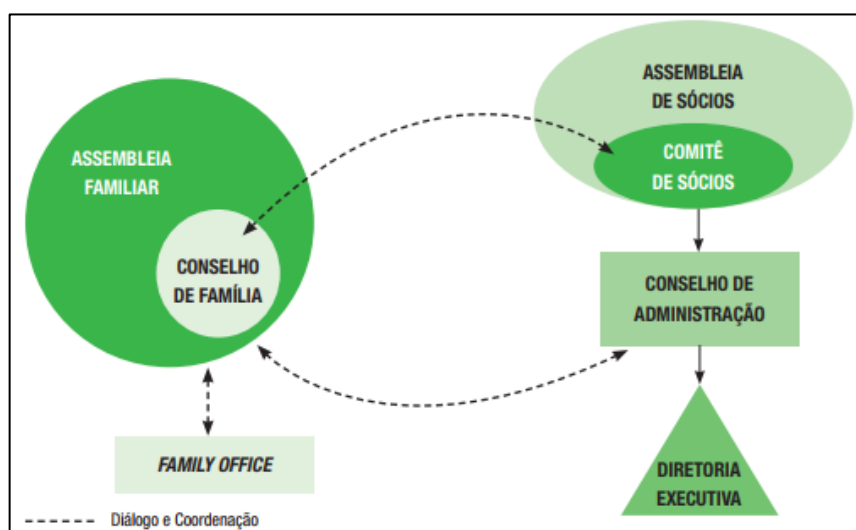 ASSEMBLEIA
FAMILIAR
CONSELHO
DE FAMÍLIA
FAMILY OFFICE
Diálogo e Coordenação
ASSEMBLEIA
DE SÓCIOS
COMITÊ
DE SÓCIOS
CONSELHO DE
ADMINISTRAÇÃO
DIRETORIA
EXECUTIVA